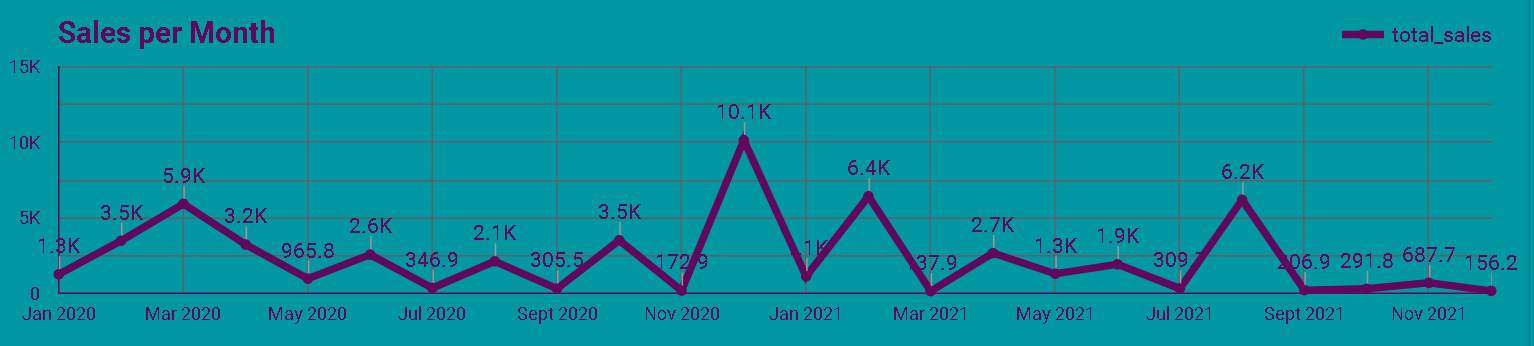 Sales per Month
total_sales
15K
10K
5K
0
1.3K
3.5K
5.9K
3.2K
965.8
2.6K
346.9
2.1K
305.5
3.5K
172.9
10.1K
6.4K
2.7K
1.3K
1.9K
6.2K
206.9
291.8
687.7
156.2
Jan 2020 Mar 2020 May 2020 Jul 2020 Sept 2020 Nov 2020 Jan 2021 Mar 2021 May 2021 Jul 2021 Sept 2021 Nov 2021